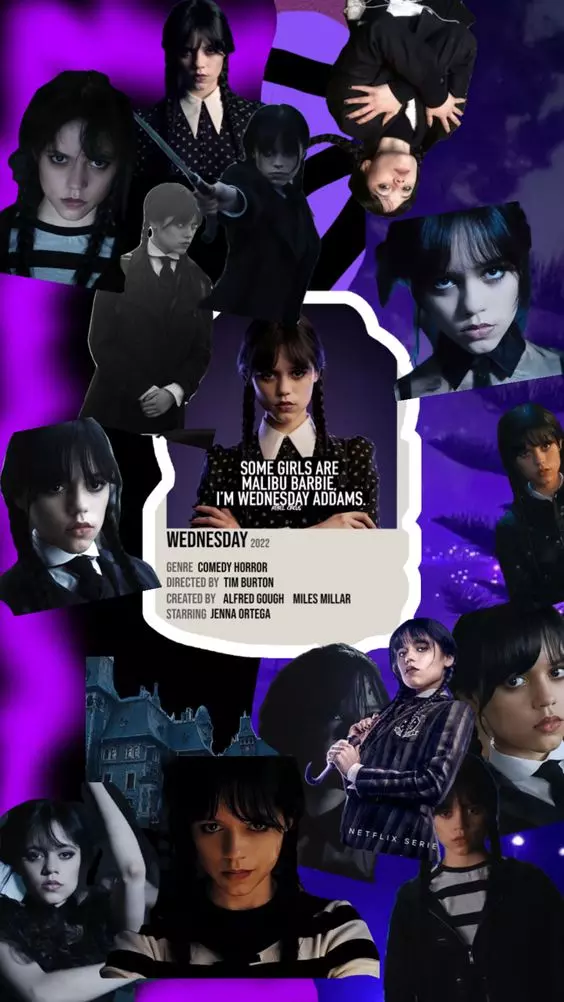 SOME GIRLS ARE
MALIBU BARBIE,
I'M WEDNESDAY ADDAMS.
WEDNESDAY 2022
GENRE COMEDY HORROR
DIRECTED BY TIM BURTON
CREATED BY ALFRED GOUGH MILES MILLAR
STARRING JENNA ORTEGA
NETFLIX SERIE